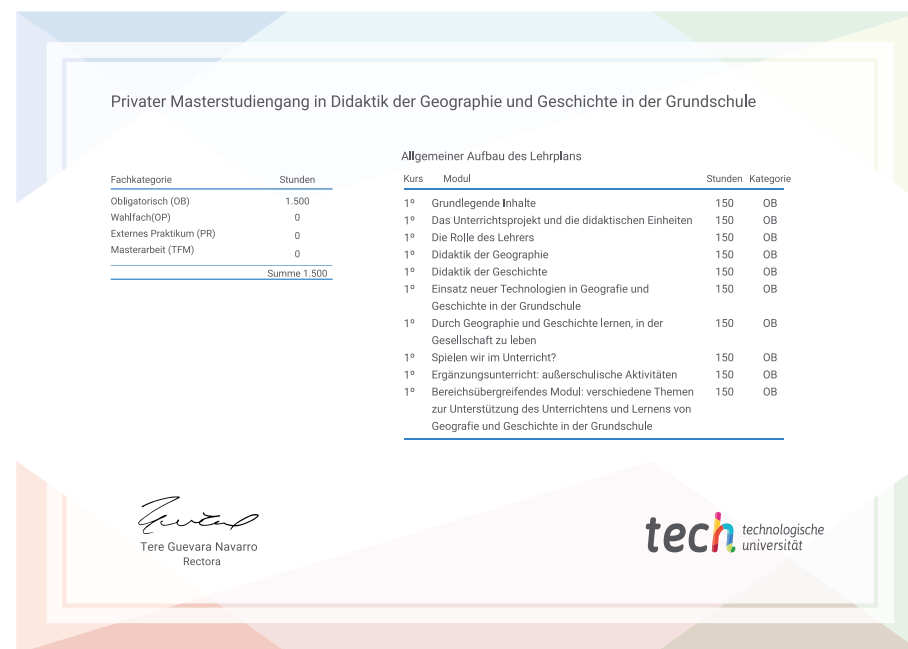 Privater Masterstudiengang in Didaktik der Geographie und Geschichte in der Grundschule
Fachkategorie Stunden
Obligatorisch (OB) 1.500
Wahlfach(OP) 0
Externes Praktikum (PR) 0
Masterarbeit (TFM) 0
Summe 1.500
Allgemeiner Aufbau des Lehrplans
Kurs Modul Stunden Kategorie
1º Grundlegende Inhalte 150 OB
1º Das Unterrichtsprojekt und die didaktischen Einheiten 150 OB
1º Die Rolle des Lehrers 150 OB
1º Didaktik der Geographie 150 OB
1º Didaktik der Geschichte 150 OB
1º Einsatz neuer Technologien in Geografie und 150 OB
Geschichte in der Grundschule
1º Durch Geographie und Geschichte lernen, in der 150 OB
Gesellschaft zu leben
1º Spielen wir im Unterricht? 150 OB
1º Ergänzungsunterricht: außerschulische Aktivitäten 150 OB
1º Bereichsübergreifendes Modul: verschiedene Themen 150 OB
zur Unterstützung des Unterrichtens und Lernens von
Geografie und Geschichte in der Grundschule
Tere Guevara Navarro
Rectora
tech technologische
universität